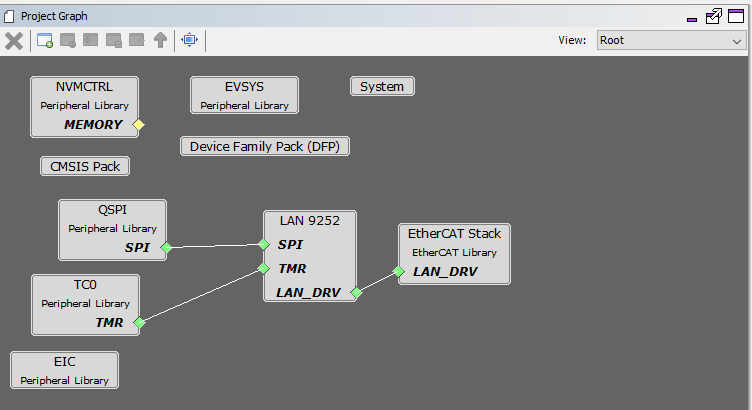 Project Graph
View:
Root
NVMCTRL
Peripheral Library
MEMORY
EVSYS
Peripheral Library
System
Device Family Pack (DFP)
CMSIS Pack
QSPI
Peripheral Library
SPI
LAN 9252
SPI
TMR
LAN_DRV
EtherCAT Stack
EtherCAT Library
LAN_DRV
TC0
Peripheral Library
TMR
EIC
Peripheral Library